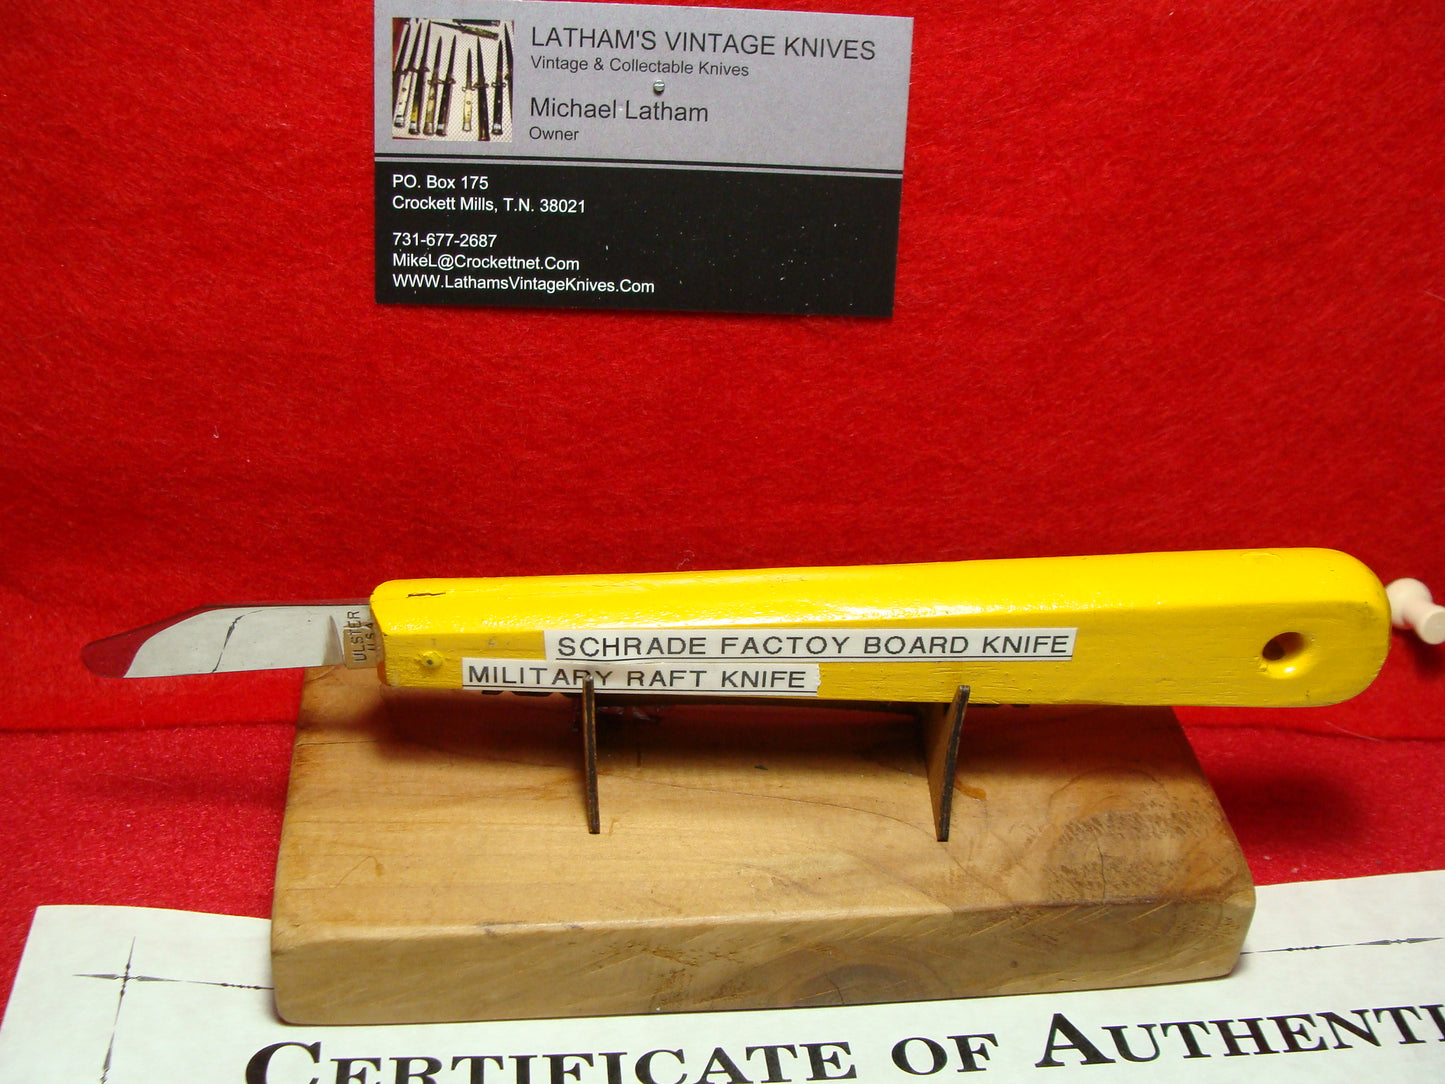 LATHAM'S VINTAGE KNIVES
Vintage & Collectable Knives
Michael Latham
Owner
PO. Box 175
Crockett Mills, T.N. 38021
731-677-2687
MikeL@Crockettnet.Com
WWW.LathamsVintageKnives.Com
ULSTER
USA
SCHRADE FACTOY BOARD KNIFE
MILITARY RAFT KNIFE
CERTIFICATE OF AUTHENTI